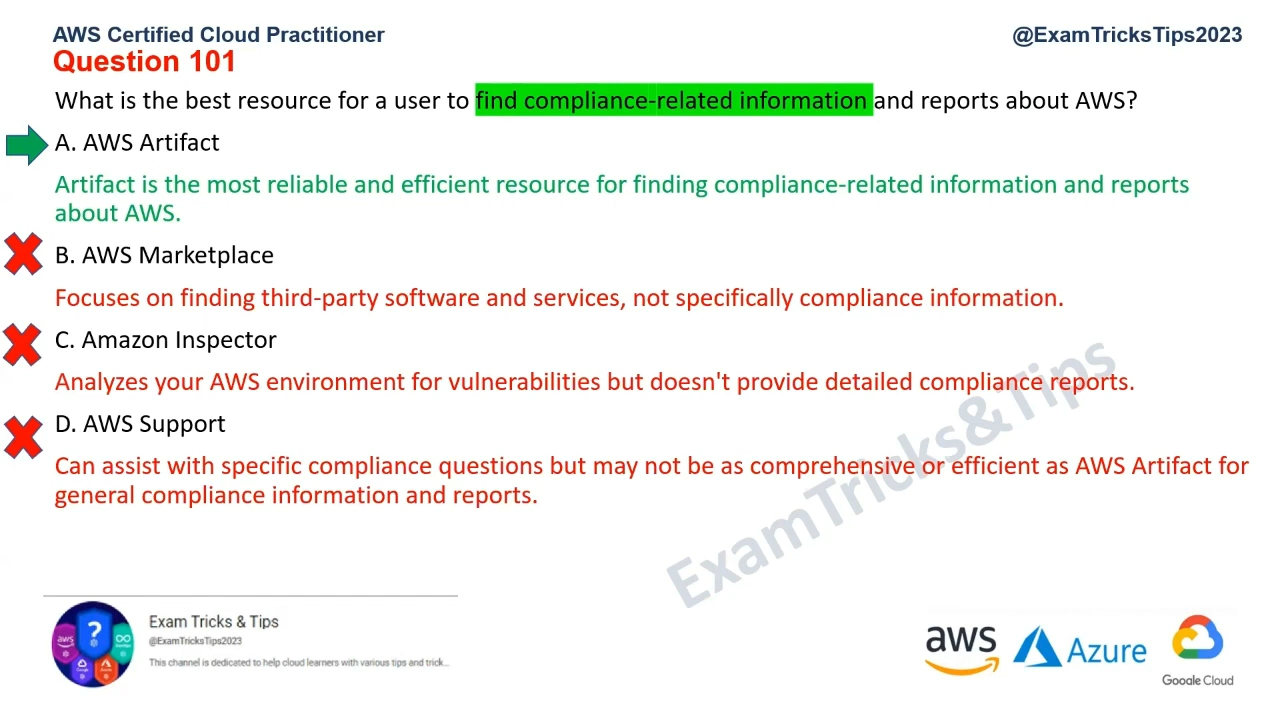 AWS Certified Cloud Practitioner
@ExamTricksTips2023
Question 101
What is the best resource for a user to find compliance-related information and reports about AWS?
A. AWS Artifact
Artifact is the most reliable and efficient resource for finding compliance-related information and reports
about AWS.
B. AWS Marketplace
Focuses on finding third-party software and services, not specifically compliance information.
C. Amazon Inspector
Analyzes your AWS environment for vulnerabilities but doesn't provide detailed compliance reports.
D. AWS Support
Can assist with specific compliance questions but may not be as comprehensive or efficient as AWS Artifact for
general compliance information and reports.
ExamTricks&Tips
Exam Tricks & Tips
@ExamTricksTips2023
This channel is dedicated to help cloud learners with various tips and trick...
aws
?
aws
Azure
Google Cloud